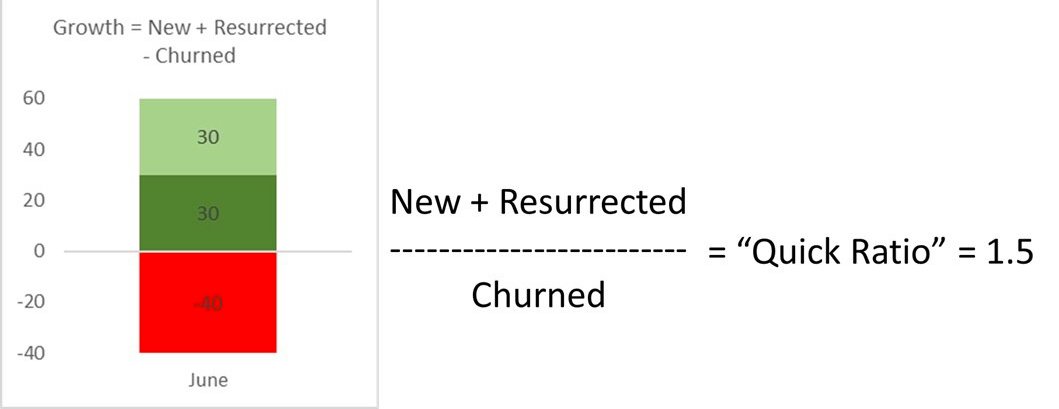 Growth = New + Resurrected
- Churned
60
40
20
0
-20
-40
30
30
-40
June
New + Resurrected
------------------------- = “Quick Ratio” = 1.5
Churned